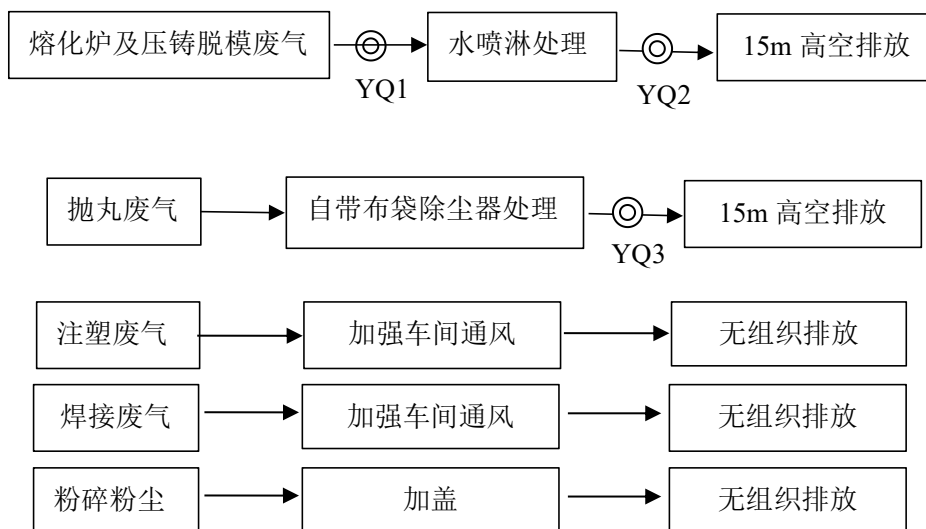 熔化炉及压铸脱模废气 水喷淋处理 15m 高空排放
YQ1 YQ2
抛丸废气 自带布袋除尘器处理 15m 高空排放
YQ3
注塑废气 加强车间通风 无组织排放
焊接废气 加强车间通风 无组织排放
粉碎粉尘 加盖 无组织排放